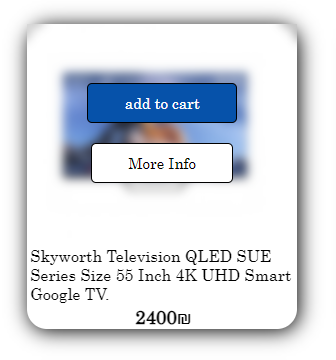 add to cart
More Info
Skyworth Television QLED SUE
Series Size 55 Inch 4K UHD Smart
Google TV.
2400₪